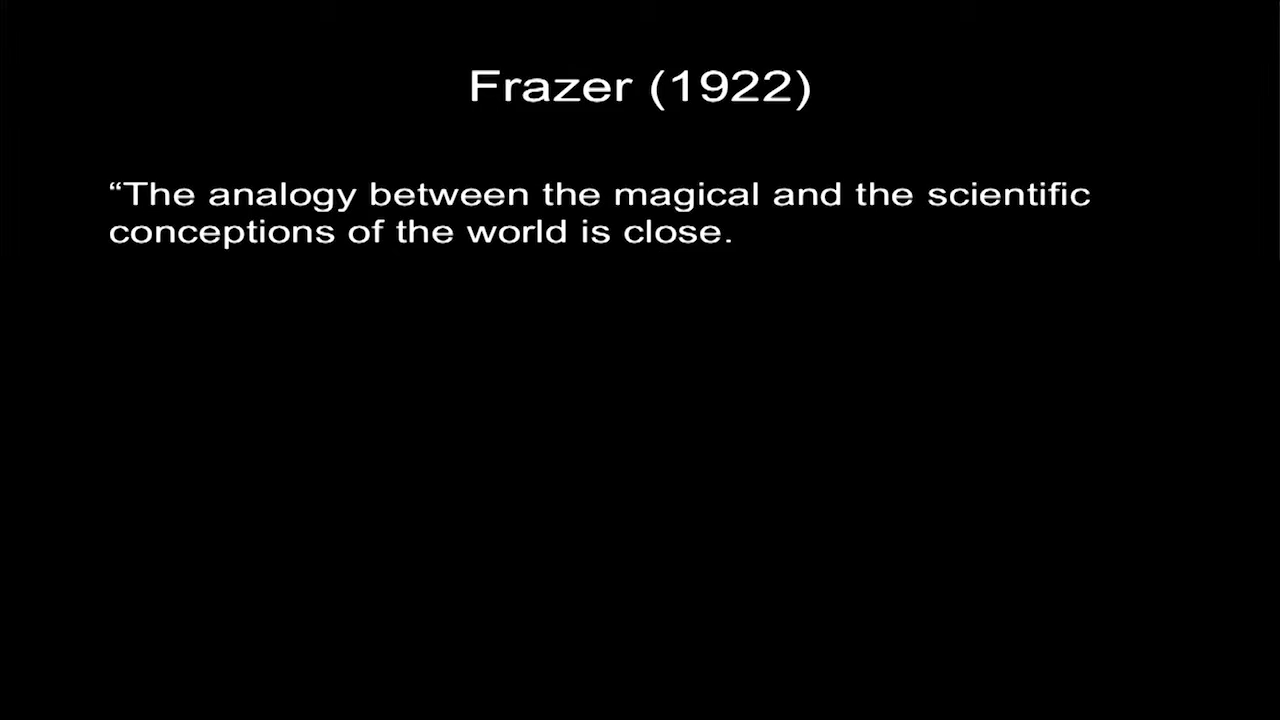 Frazer (1922)
“The analogy between the magical and the scientific
conceptions of the world is close.